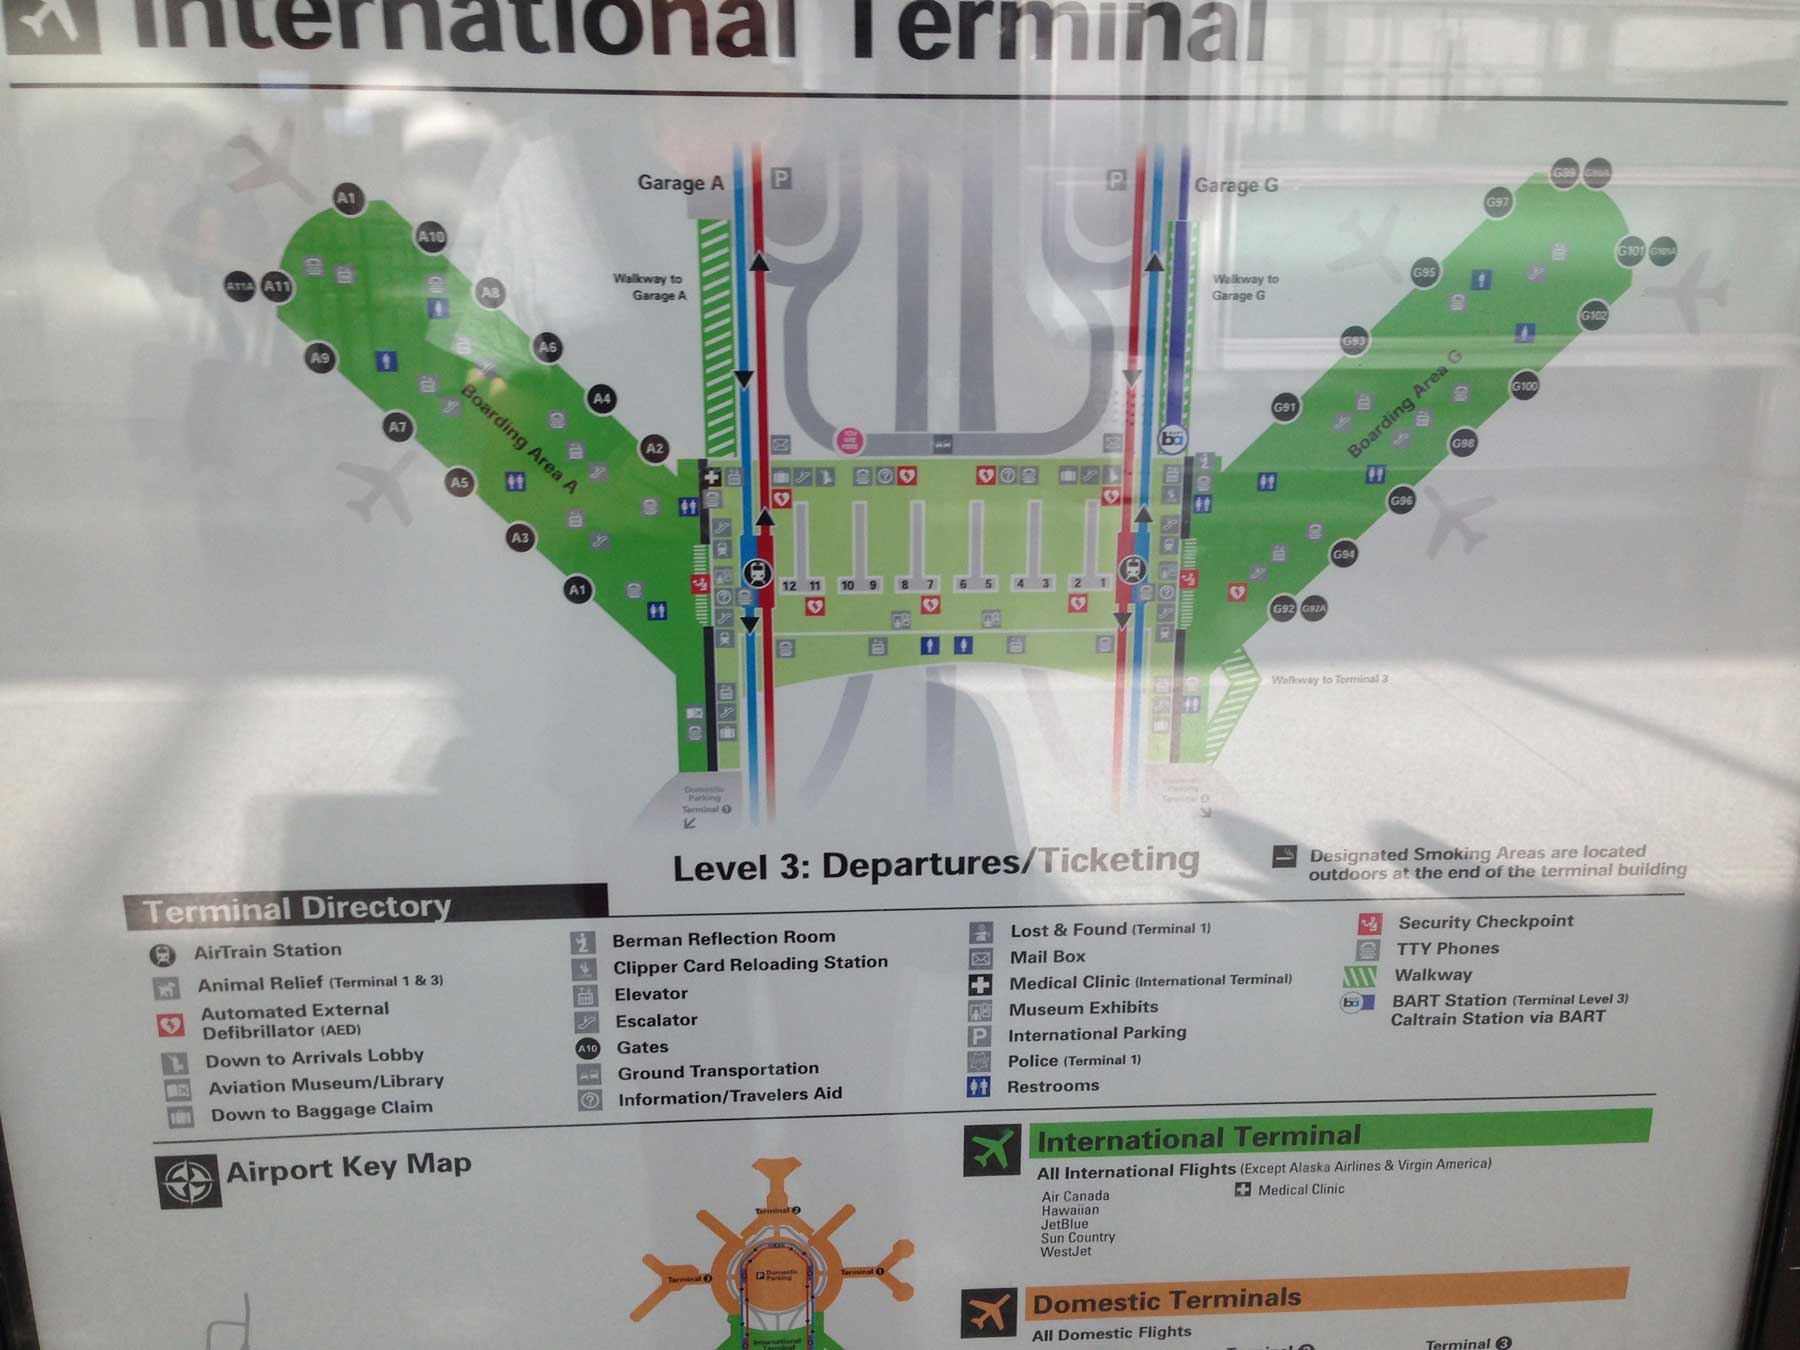 International Terminal
Garage A
P
P
Garage G
Walkway to
Garage A
Walkway to
Garage G
A1
A10
A11A
A11
A8
A9
A6
A4
A7
A2
A5
A3
A1
Boarding Area A
G97
G101
G95
G102
G93
G100
G91
G98
G96
G94
G92
G92A
Boarding Area G
YOU
ARE
HERE
BART
ba
12 11 10 9 8 7 6 5 4 3 2 1
Walkway to Terminal 3
Domestic
Parking
Terminal 1
Level 3: Departures/Ticketing
Designated Smoking Areas are located
outdoors at the end of the terminal building
Terminal Directory
AirTrain Station
Animal Relief (Terminal 1 & 3)
Automated External
Defibrillator (AED)
Down to Arrivals Lobby
Aviation Museum/Library
Down to Baggage Claim
Berman Reflection Room
Clipper Card Reloading Station
Elevator
Escalator
A10 Gates
Ground Transportation
? Information/Travelers Aid
Lost & Found (Terminal 1)
Mail Box
Medical Clinic (International Terminal)
Museum Exhibits
P International Parking
Police (Terminal 1)
Restrooms
Security Checkpoint
TTY Phones
Walkway
ba BART Station (Terminal Level 3)
Caltrain Station via BART
Airport Key Map
Terminal 2
Terminal 3
P Domestic
Parking
Terminal 1
International
Terminal
International Terminal
All International Flights (Except Alaska Airlines & Virgin America)
Air Canada
Hawaiian
JetBlue
Sun Country
WestJet
Medical Clinic
Domestic Terminals
All Domestic Flights
Terminal 3